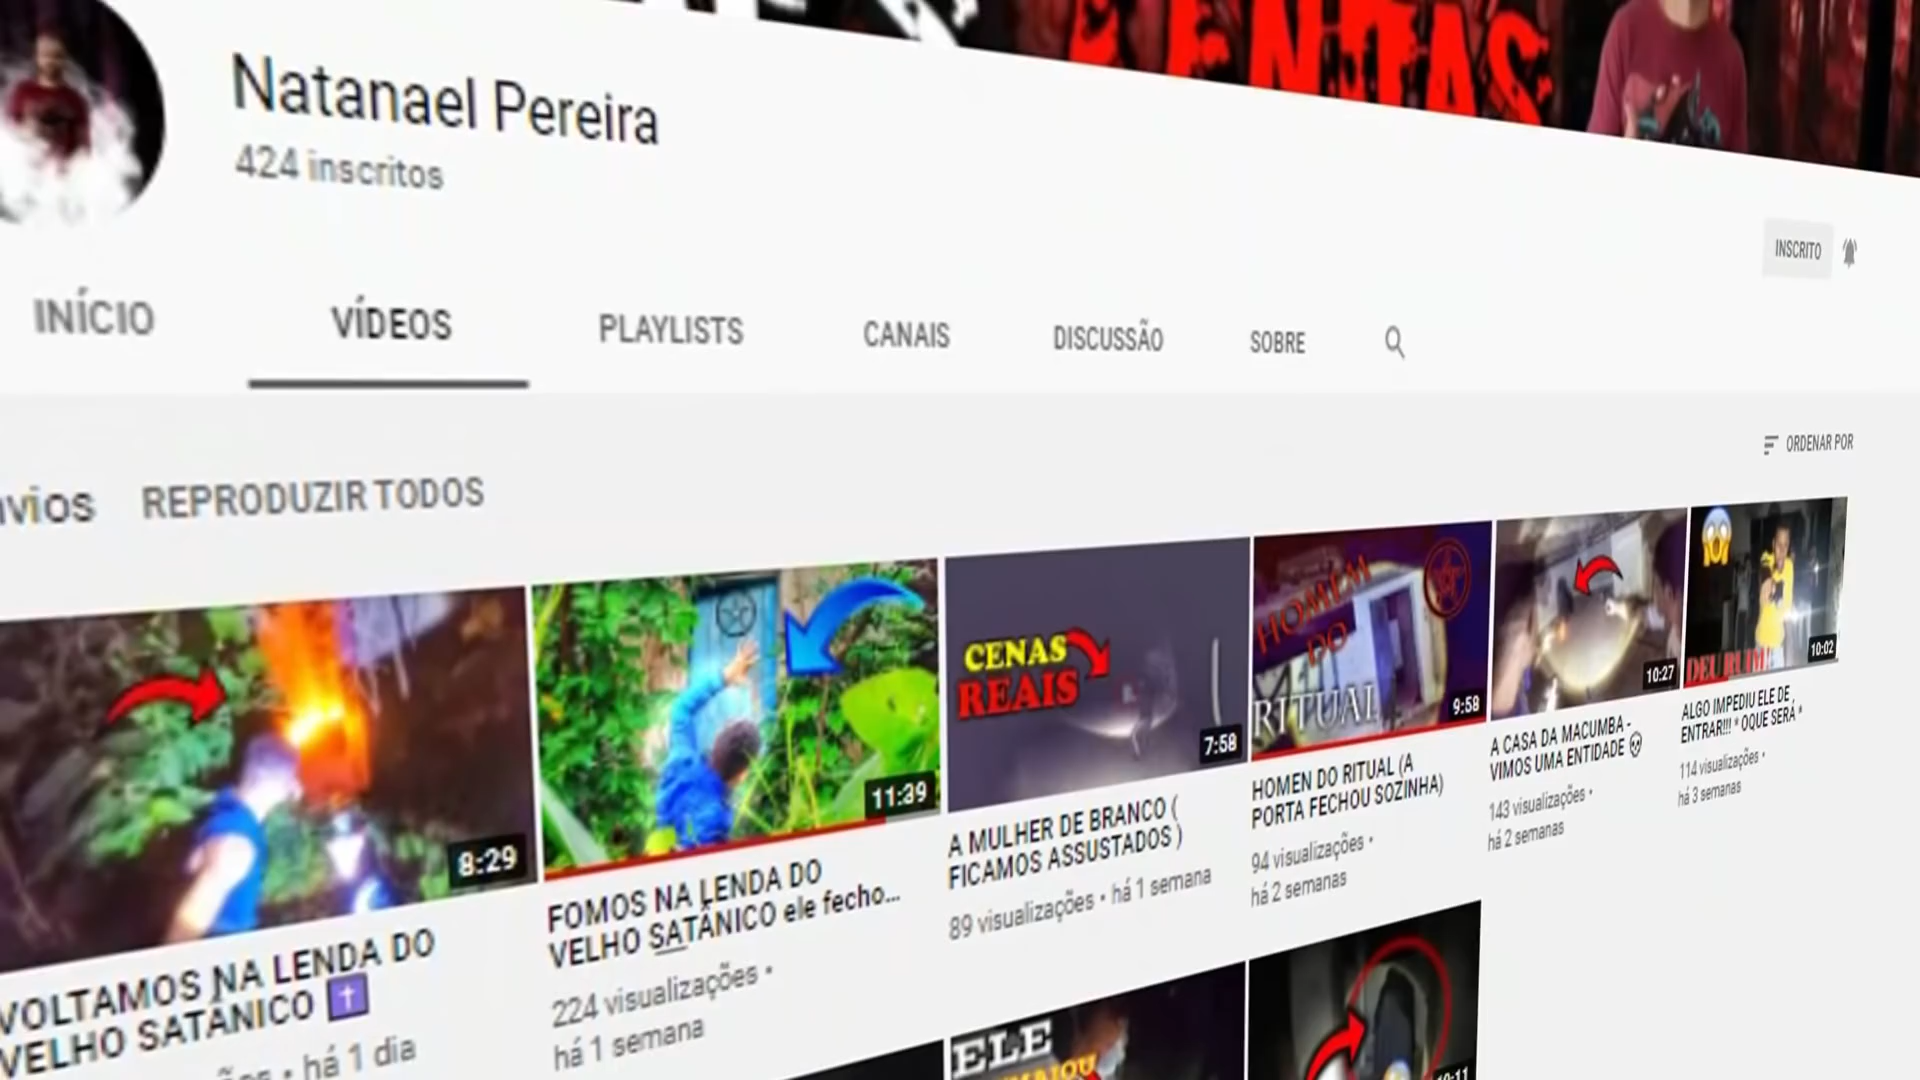 Natanael Pereira
424 inscritos
INSCRITO
INÍCIO
VÍDEOS
PLAYLISTS
CANAIS
DISCUSSÃO
SOBRE
ORDENAR POR
REPRODUZIR TODOS
8:29
VOLTAMOS NA LENDA DO
VELHO SATÂNICO ✝️
há 1 dia
11:39
FOMOS NA LENDA DO
VELHO SATÂNICO ele fecho...
224 visualizações •
há 1 semana
CENAS
REAIS
7:58
A MULHER DE BRANCO (
FICAMOS ASSUSTADOS )
89 visualizações • há 1 semana
HOMEM
DO
RITUAL
9:58
HOMEN DO RITUAL (A
PORTA FECHOU SOZINHA)
94 visualizações •
há 2 semanas
10:27
A CASA DA MACUMBA -
VIMOS UMA ENTIDADE 💀
143 visualizações •
há 2 semanas
DEU RUIM
10:02
ALGO IMPEDIU ELE DE
ENTRAR!!! * OQUE SERÁ *
114 visualizações •
há 3 semanas
ELE